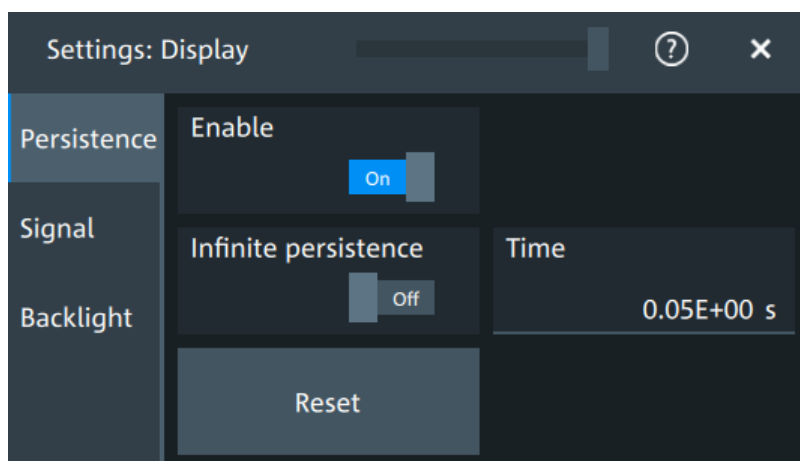 Settings: Display
?
×
Persistence
Enable
On
Signal
Infinite persistence
Off
Time
0.05E+00 s
Backlight
Reset